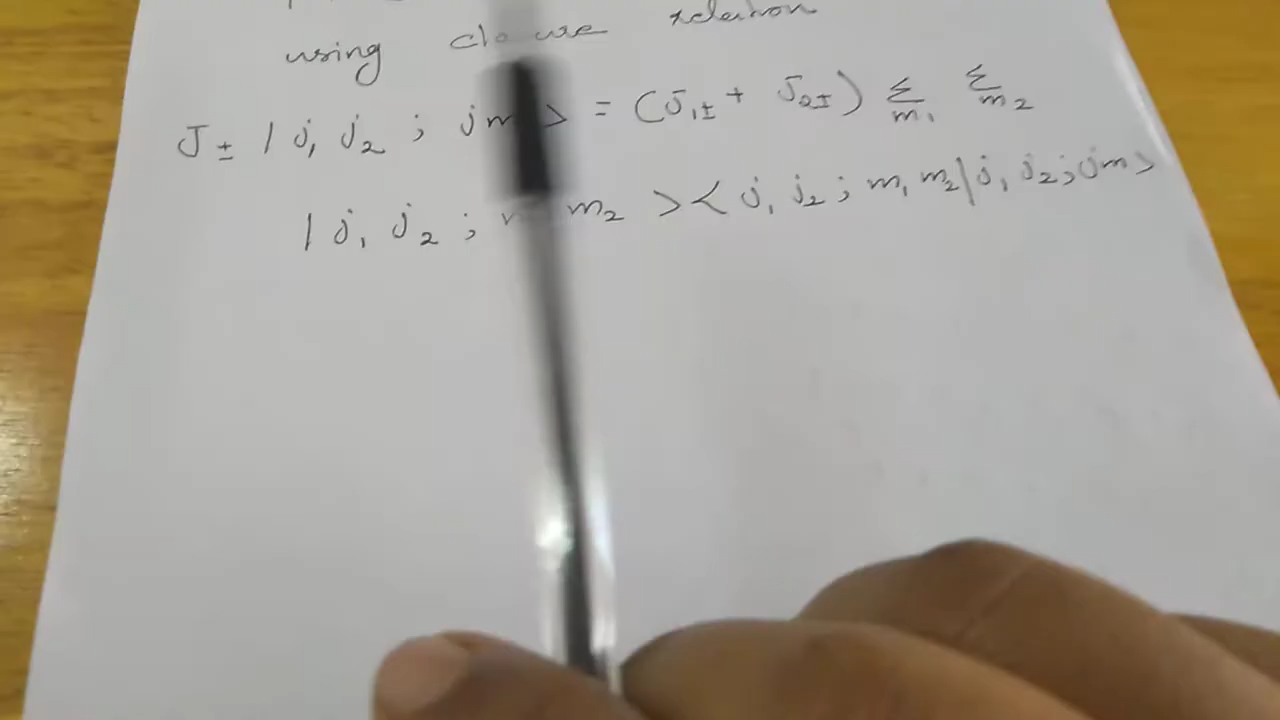 using relation
J± | j₁ j₂ ; jm > = (J₁± + J₂±) Σm₁ Σm₂
| j₁ j₂ ; m₂ > < j₁ j₂ ; m₁ m₂ | j₁ j₂ ; jm >